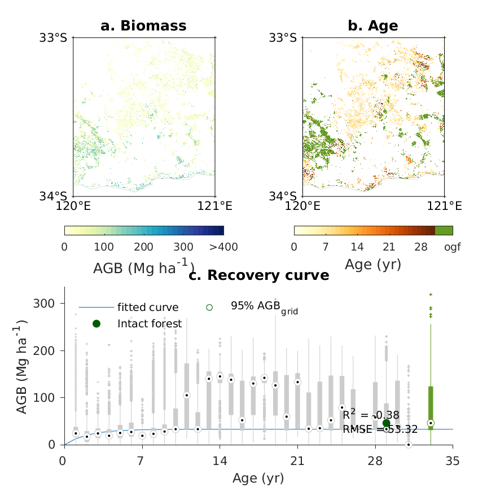 a. Biomass
b. Age
33°S
33°S
34°S
34°S
120°E
121°E
120°E
121°E
0 100 200 300 >400
0 7 14 21 28 ogf
AGB (Mg ha⁻¹)
Age (yr)
c. Recovery curve
fitted curve
95% AGB_grid
Intact forest
300
200
100
0
AGB (Mg ha⁻¹)
R² = -0.38
RMSE = 53.32
0 7 14 21 29 35
Age (yr)